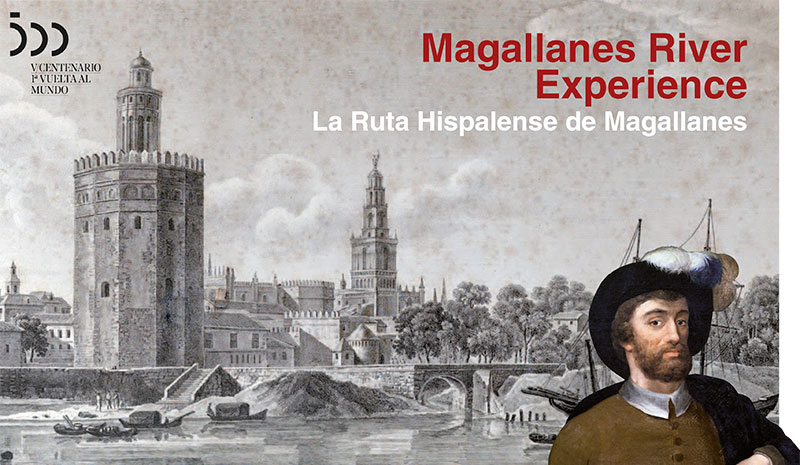 500
V CENTENARIO
1ª VUELTA AL
MUNDO
Magallanes River
Experience
La Ruta Hispalense de Magallanes